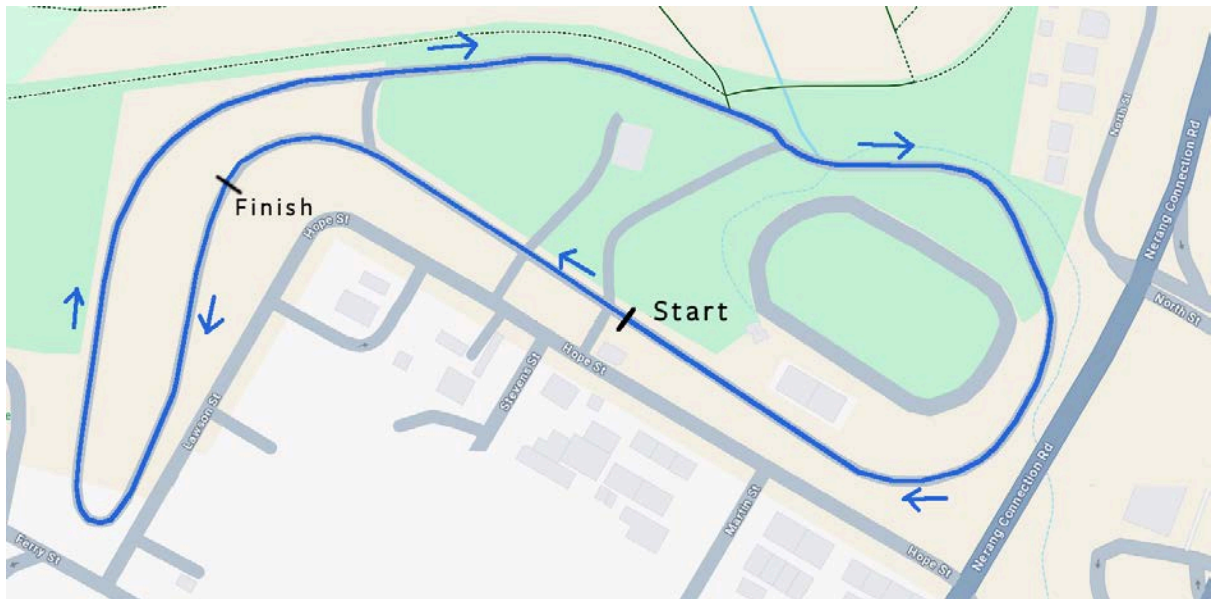 North St
Nerang Connection Rd
Finish
Hope St
Start
North St
Hope St
Stevens St
Lawson St
Nerang Connection Rd
Martin St
Ferry St
Hope St
e